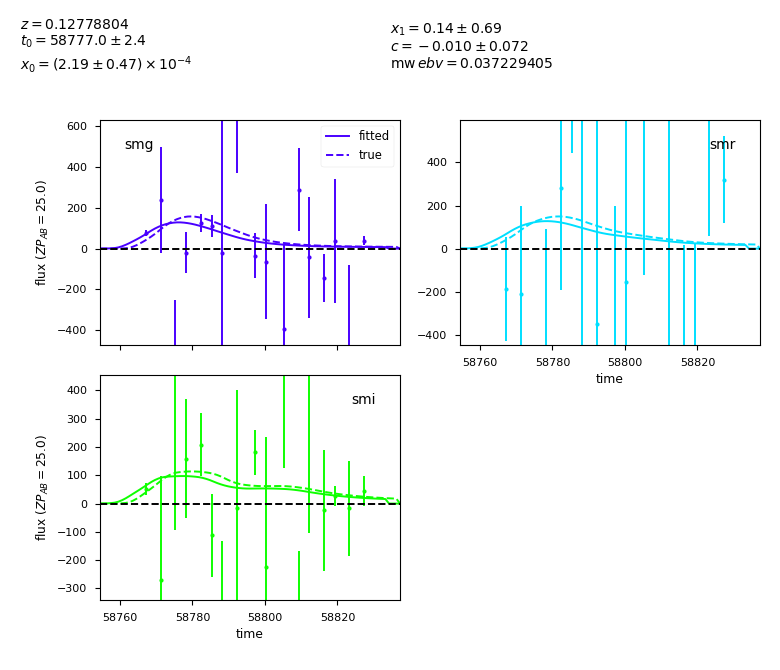 z = 0.12778804
t₀ = 58777.0 ± 2.4
x₀ = (2.19 ± 0.47) × 10⁻⁴
x₁ = 0.14 ± 0.69
c = −0.010 ± 0.072
mw ebv = 0.037229405
smg
fitted
true
600
400
200
0
−200
−400
flux (ZP_AB = 25.0)
smr
400
200
0
−200
−400
58760 58780 58800 58820
time
smi
400
300
200
100
0
−100
−200
−300
flux (ZP_AB = 25.0)
58760 58780 58800 58820
time